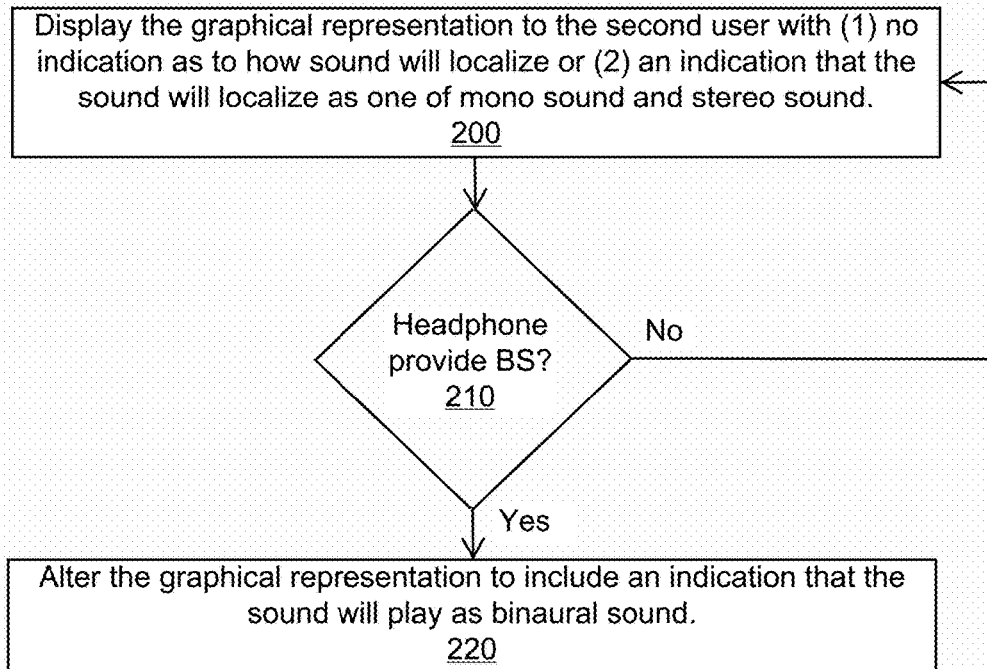 Display the graphical representation to the second user with (1) no
indication as to how sound will localize or (2) an indication that the
sound will localize as one of mono sound and stereo sound.
200
Headphone
provide BS?
210
No
Yes
Alter the graphical representation to include an indication that the
sound will play as binaural sound.
220